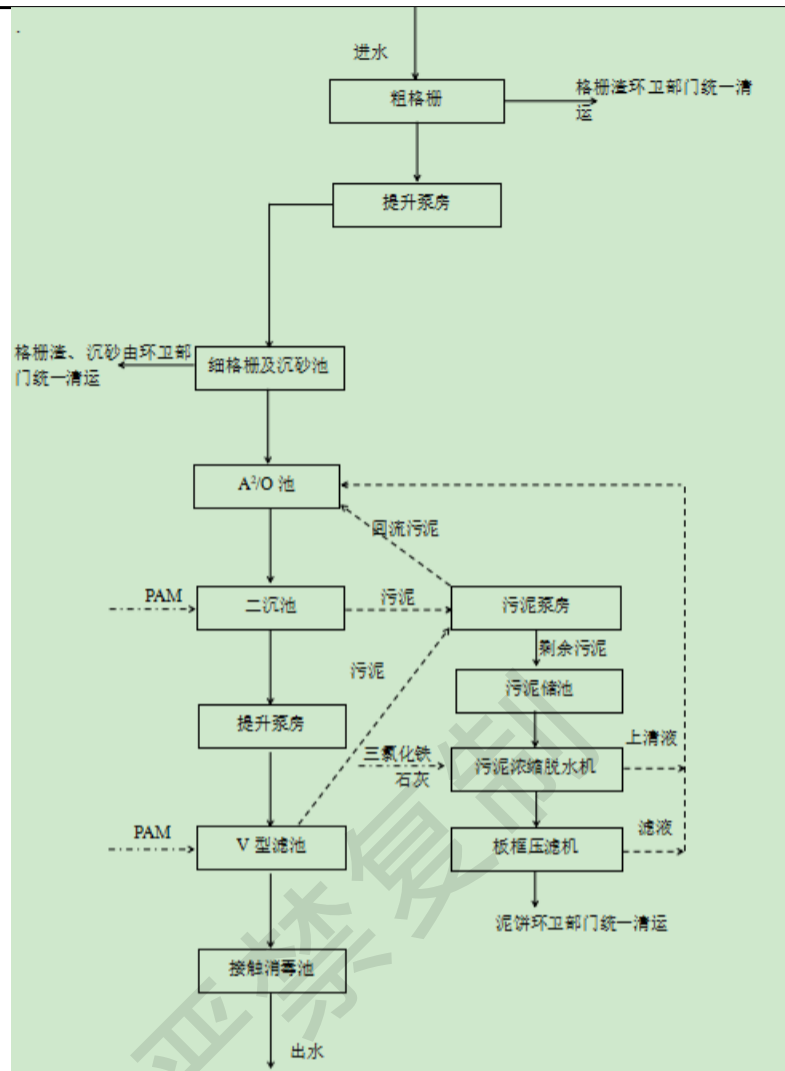 进水
粗格栅
格栅渣环卫部门统一清
运
提升泵房
格栅渣、沉砂由环卫部
门统一清运
细格栅及沉砂池
A²/O 池
回流污泥
PAM
二沉池
污泥
污泥泵房
剩余污泥
污泥
污泥储池
提升泵房
三氯化铁
石灰
污泥浓缩脱水机
上清液
PAM
V 型滤池
板框压滤机
滤液
泥饼环卫部门统一清运
接触消毒池
出水
严禁复制